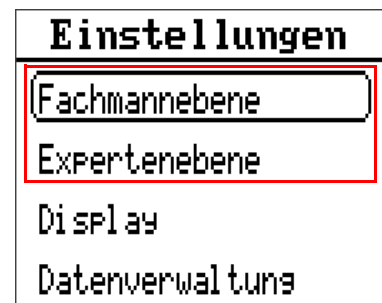 Einstellungen
Fachmannebene
Expertenebene
Display
Datenverwaltung